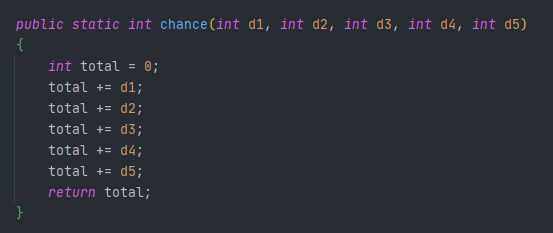 public static int chance(int d1, int d2, int d3, int d4, int d5)
{
    int total = 0;
    total += d1;
    total += d2;
    total += d3;
    total += d4;
    total += d5;
    return total;
}